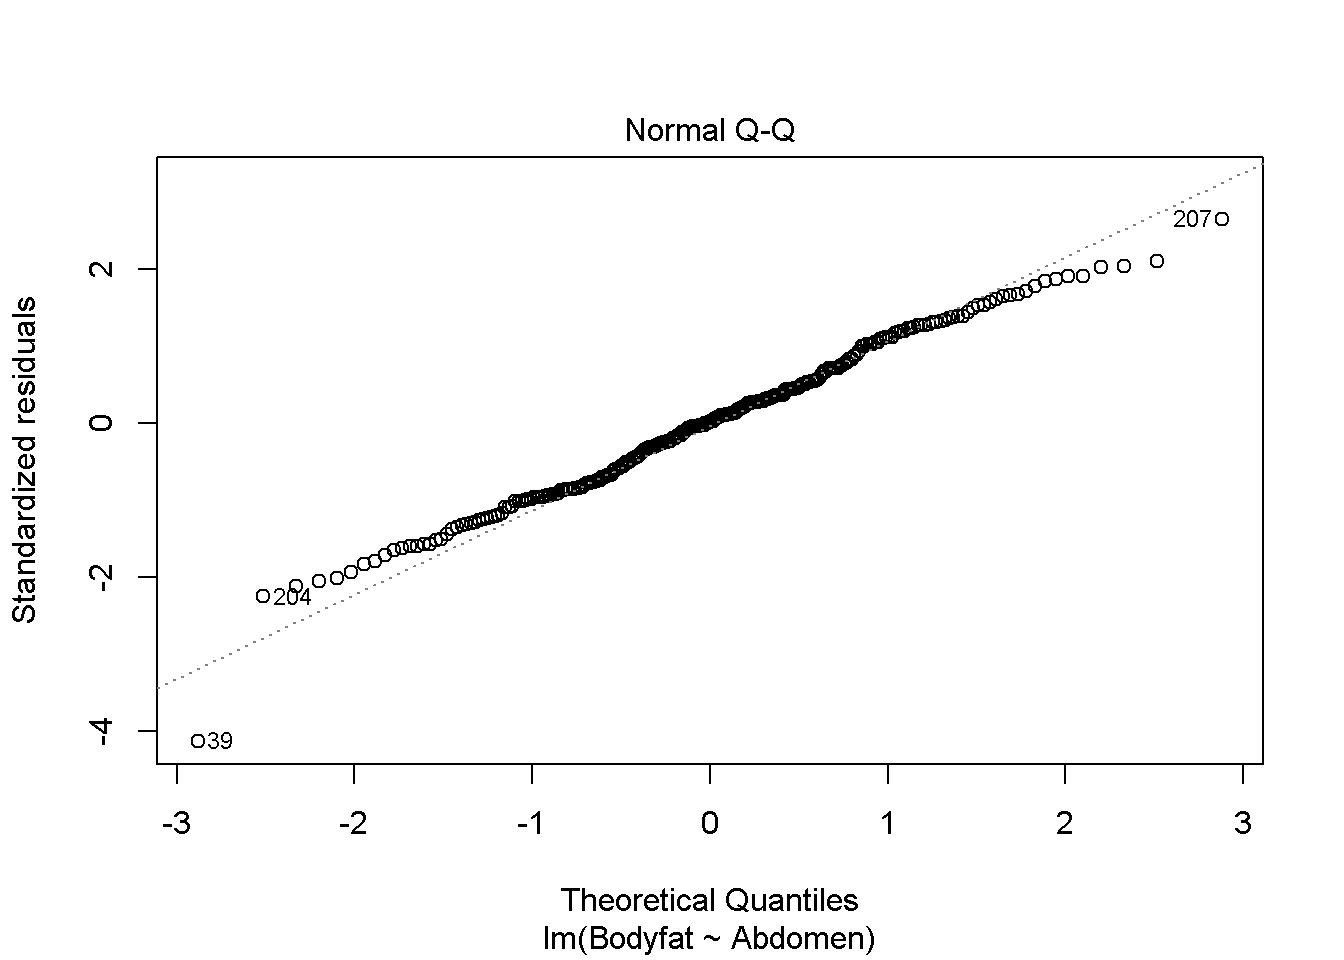 Normal Q-Q
Standardized residuals
2
0
-2
-4
207
204
39
-3 -2 -1 0 1 2 3
Theoretical Quantiles
lm(Bodyfat ~ Abdomen)